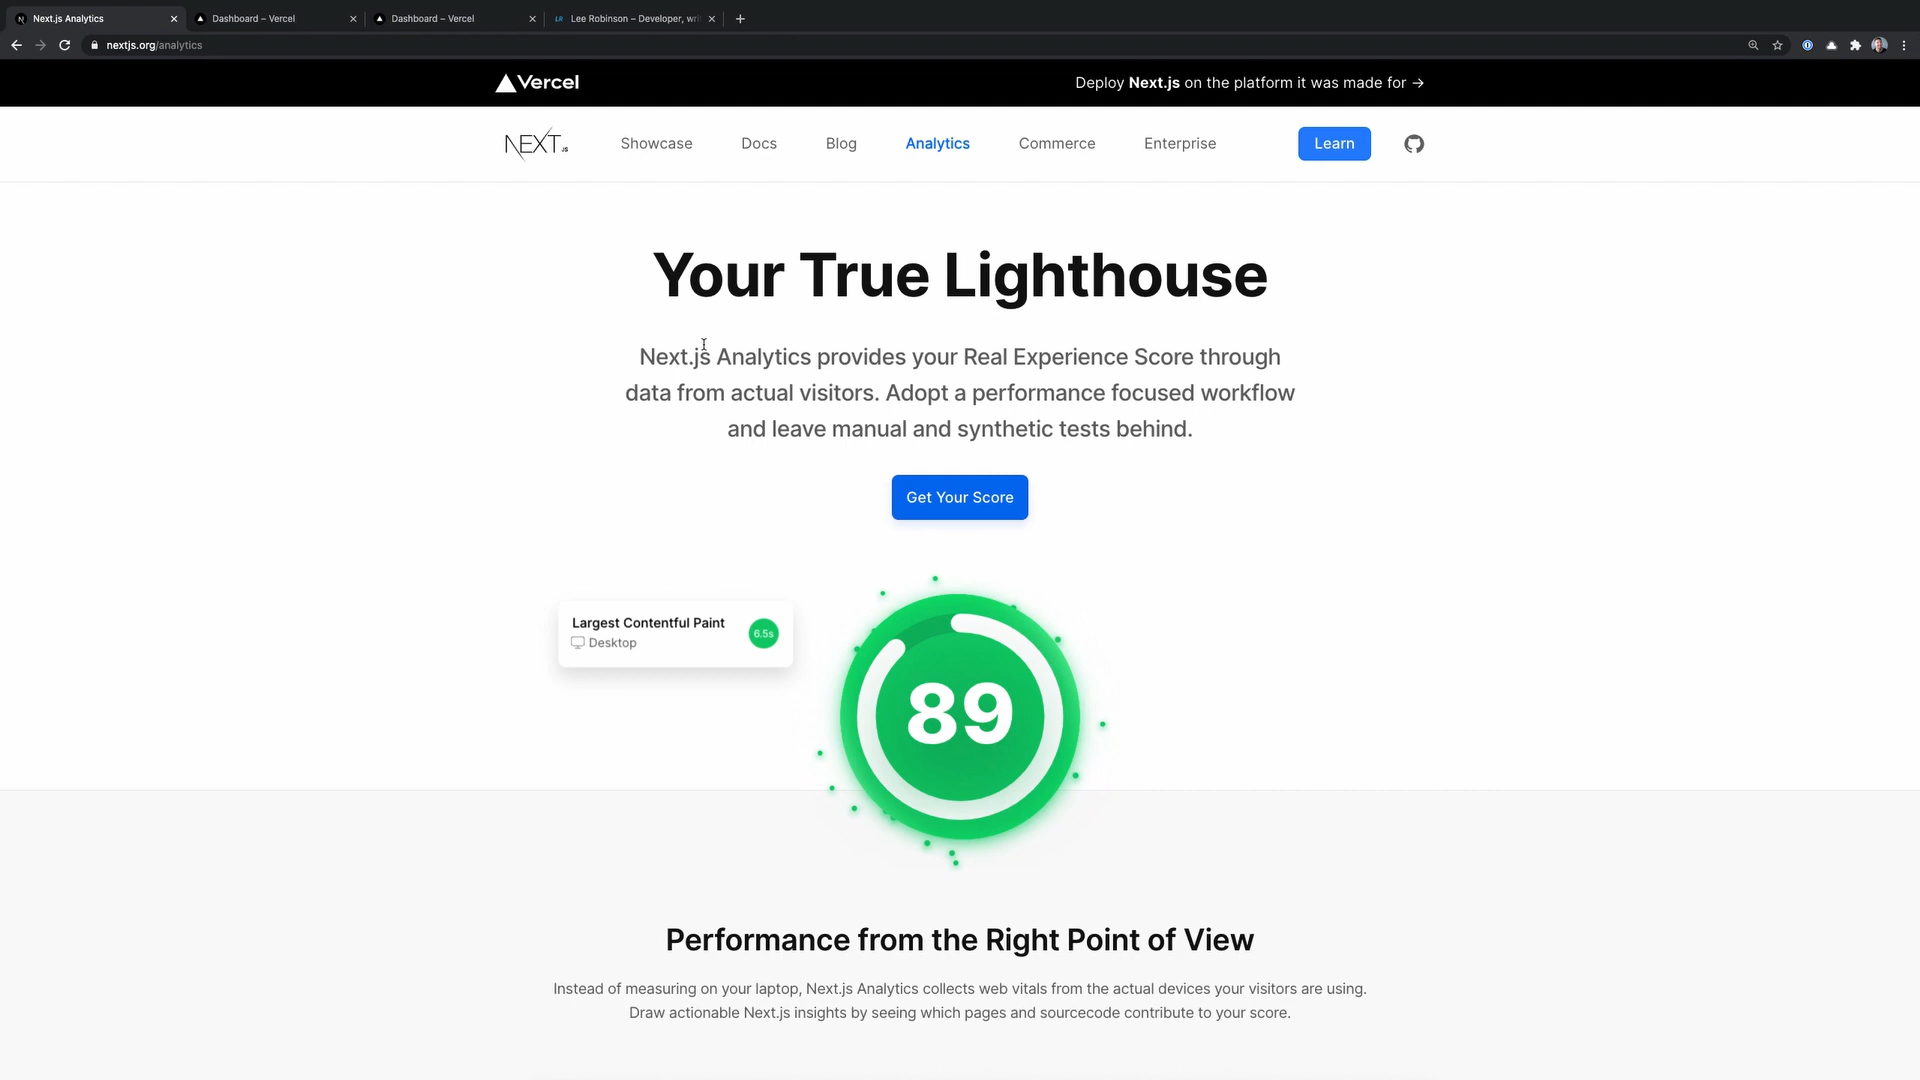 Next.js Analytics
Dashboard – Vercel
Dashboard – Vercel
LR Lee Robinson – Developer, wri
nextjs.org/analytics
Vercel
Deploy Next.js on the platform it was made for →
NEXT.JS
Showcase
Docs
Blog
Analytics
Commerce
Enterprise
Learn
Your True Lighthouse
Next.js Analytics provides your Real Experience Score through
data from actual visitors. Adopt a performance focused workflow
and leave manual and synthetic tests behind.
Get Your Score
Largest Contentful Paint
Desktop
6.5s
89
Performance from the Right Point of View
Instead of measuring on your laptop, Next.js Analytics collects web vitals from the actual devices your visitors are using.
Draw actionable Next.js insights by seeing which pages and sourcecode contribute to your score.